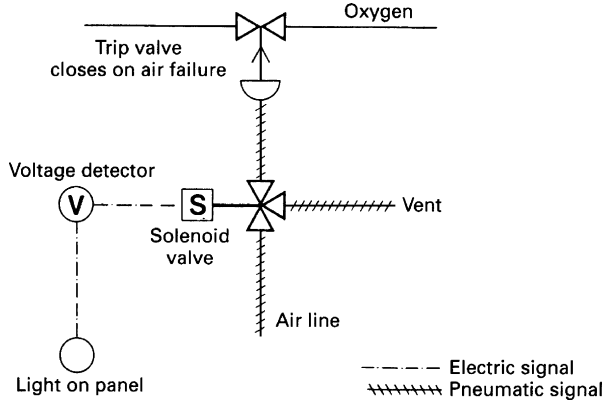 Oxygen
Trip valve
closes on air failure
Voltage detector
V
S
Vent
Solenoid
valve
Air line
Light on panel
Electric signal
Pneumatic signal